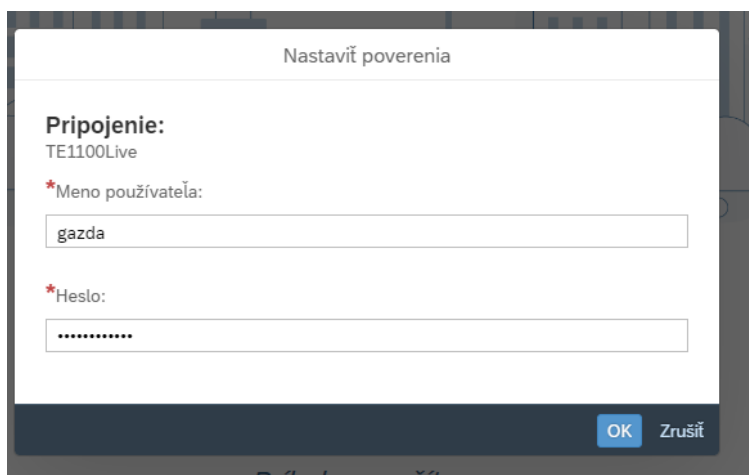 Nastaviť poverenia
Pripojenie:
TE1100Live
*Meno používateľa:
gazda
*Heslo:
••••••••••••
OK Zrušiť